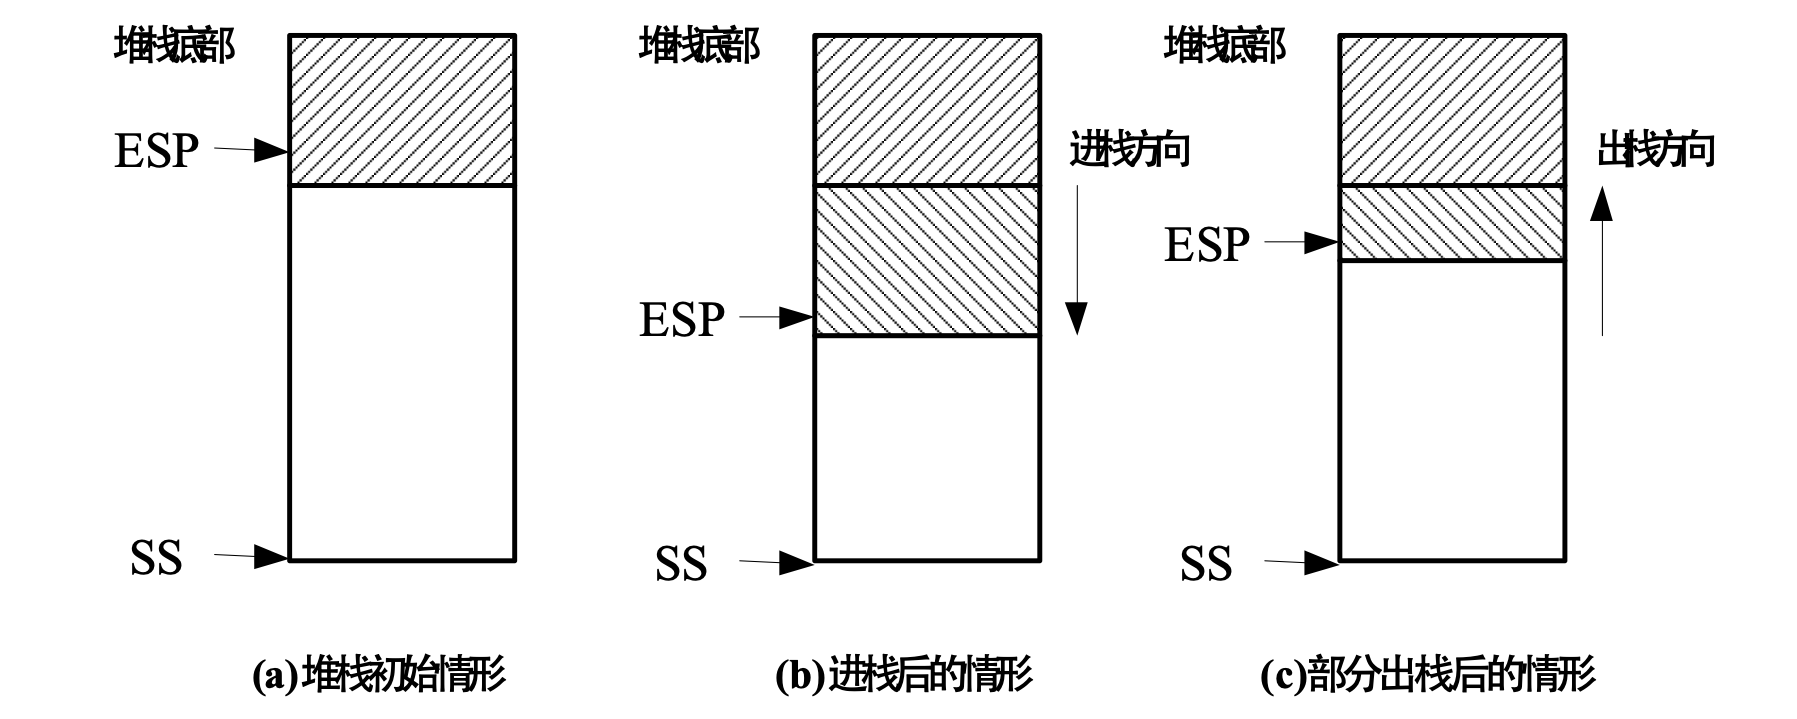 堆栈底部
ESP
SS
(a)堆栈初始情形
堆栈底部
进栈方向
ESP
SS
(b)进栈后的情形
堆栈底部
出栈方向
ESP
SS
(c)部分出栈后的情形